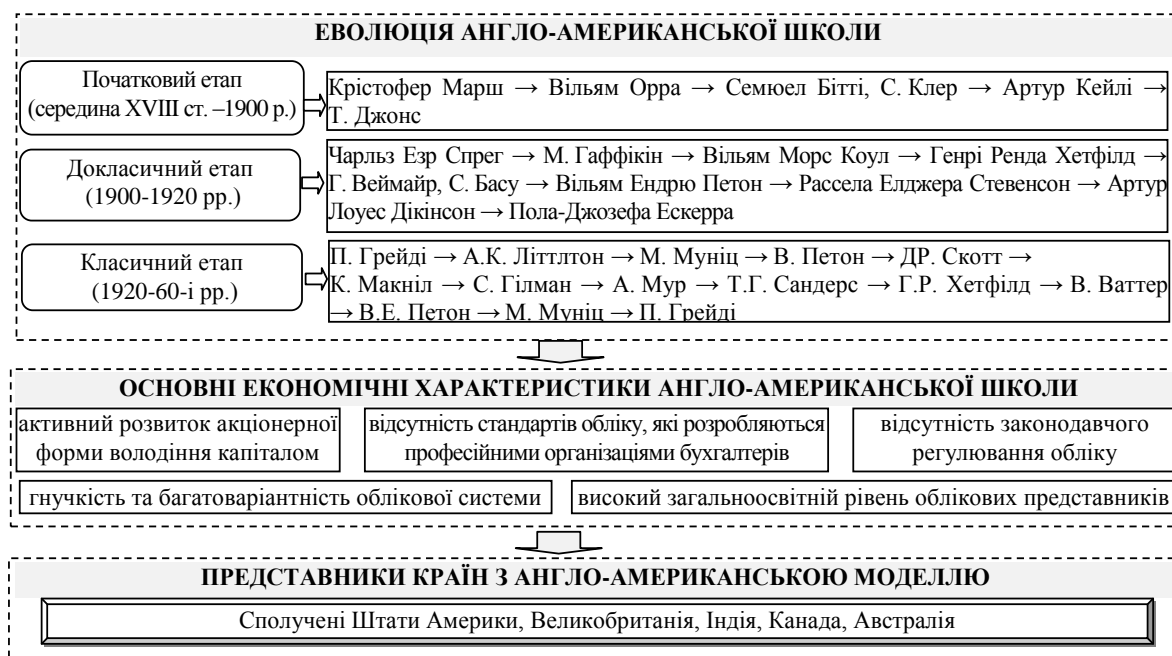 ЕВОЛЮЦІЯ АНГЛО-АМЕРИКАНСЬКОЇ ШКОЛИ
Початковий етап
(середина XVIII ст. –1900 р.)
Крістофер Марш → Вільям Орра → Семюел Бітті, С. Клер → Артур Кейлі →
Т. Джонс
Докласичний етап
(1900-1920 рр.)
Чарльз Езр Спрег → М. Гаффікін → Вільям Морс Коул → Генрі Ренда Хетфілд →
Г. Веймайр, С. Басу → Вільям Ендрю Петон → Рассела Елджера Стевенсон → Артур
Лоуес Дікінсон → Пола-Джозефа Ескерра
Класичний етап
(1920-60-і рр.)
П. Грейді → А.К. Літтлтон → М. Муніц → В. Петон → ДР. Скотт →
К. Макніл → С. Гілман → А. Мур → Т.Г. Сандерс → Г.Р. Хетфілд → В. Ваттер
→ В.Е. Петон → М. Муніц → П. Грейді
ОСНОВНІ ЕКОНОМІЧНІ ХАРАКТЕРИСТИКИ АНГЛО-АМЕРИКАНСЬКОЇ ШКОЛИ
активний розвиток акціонерної
форми володіння капіталом
відсутність стандартів обліку, які розробляються
професійними організаціями бухгалтерів
відсутність законодавчого
регулювання обліку
гнучкість та багатоваріантність облікової системи
високий загальноосвітній рівень облікових представників
ПРЕДСТАВНИКИ КРАЇН З АНГЛО-АМЕРИКАНСЬКОЮ МОДЕЛЛЮ
Сполучені Штати Америки, Великобританія, Індія, Канада, Австралія